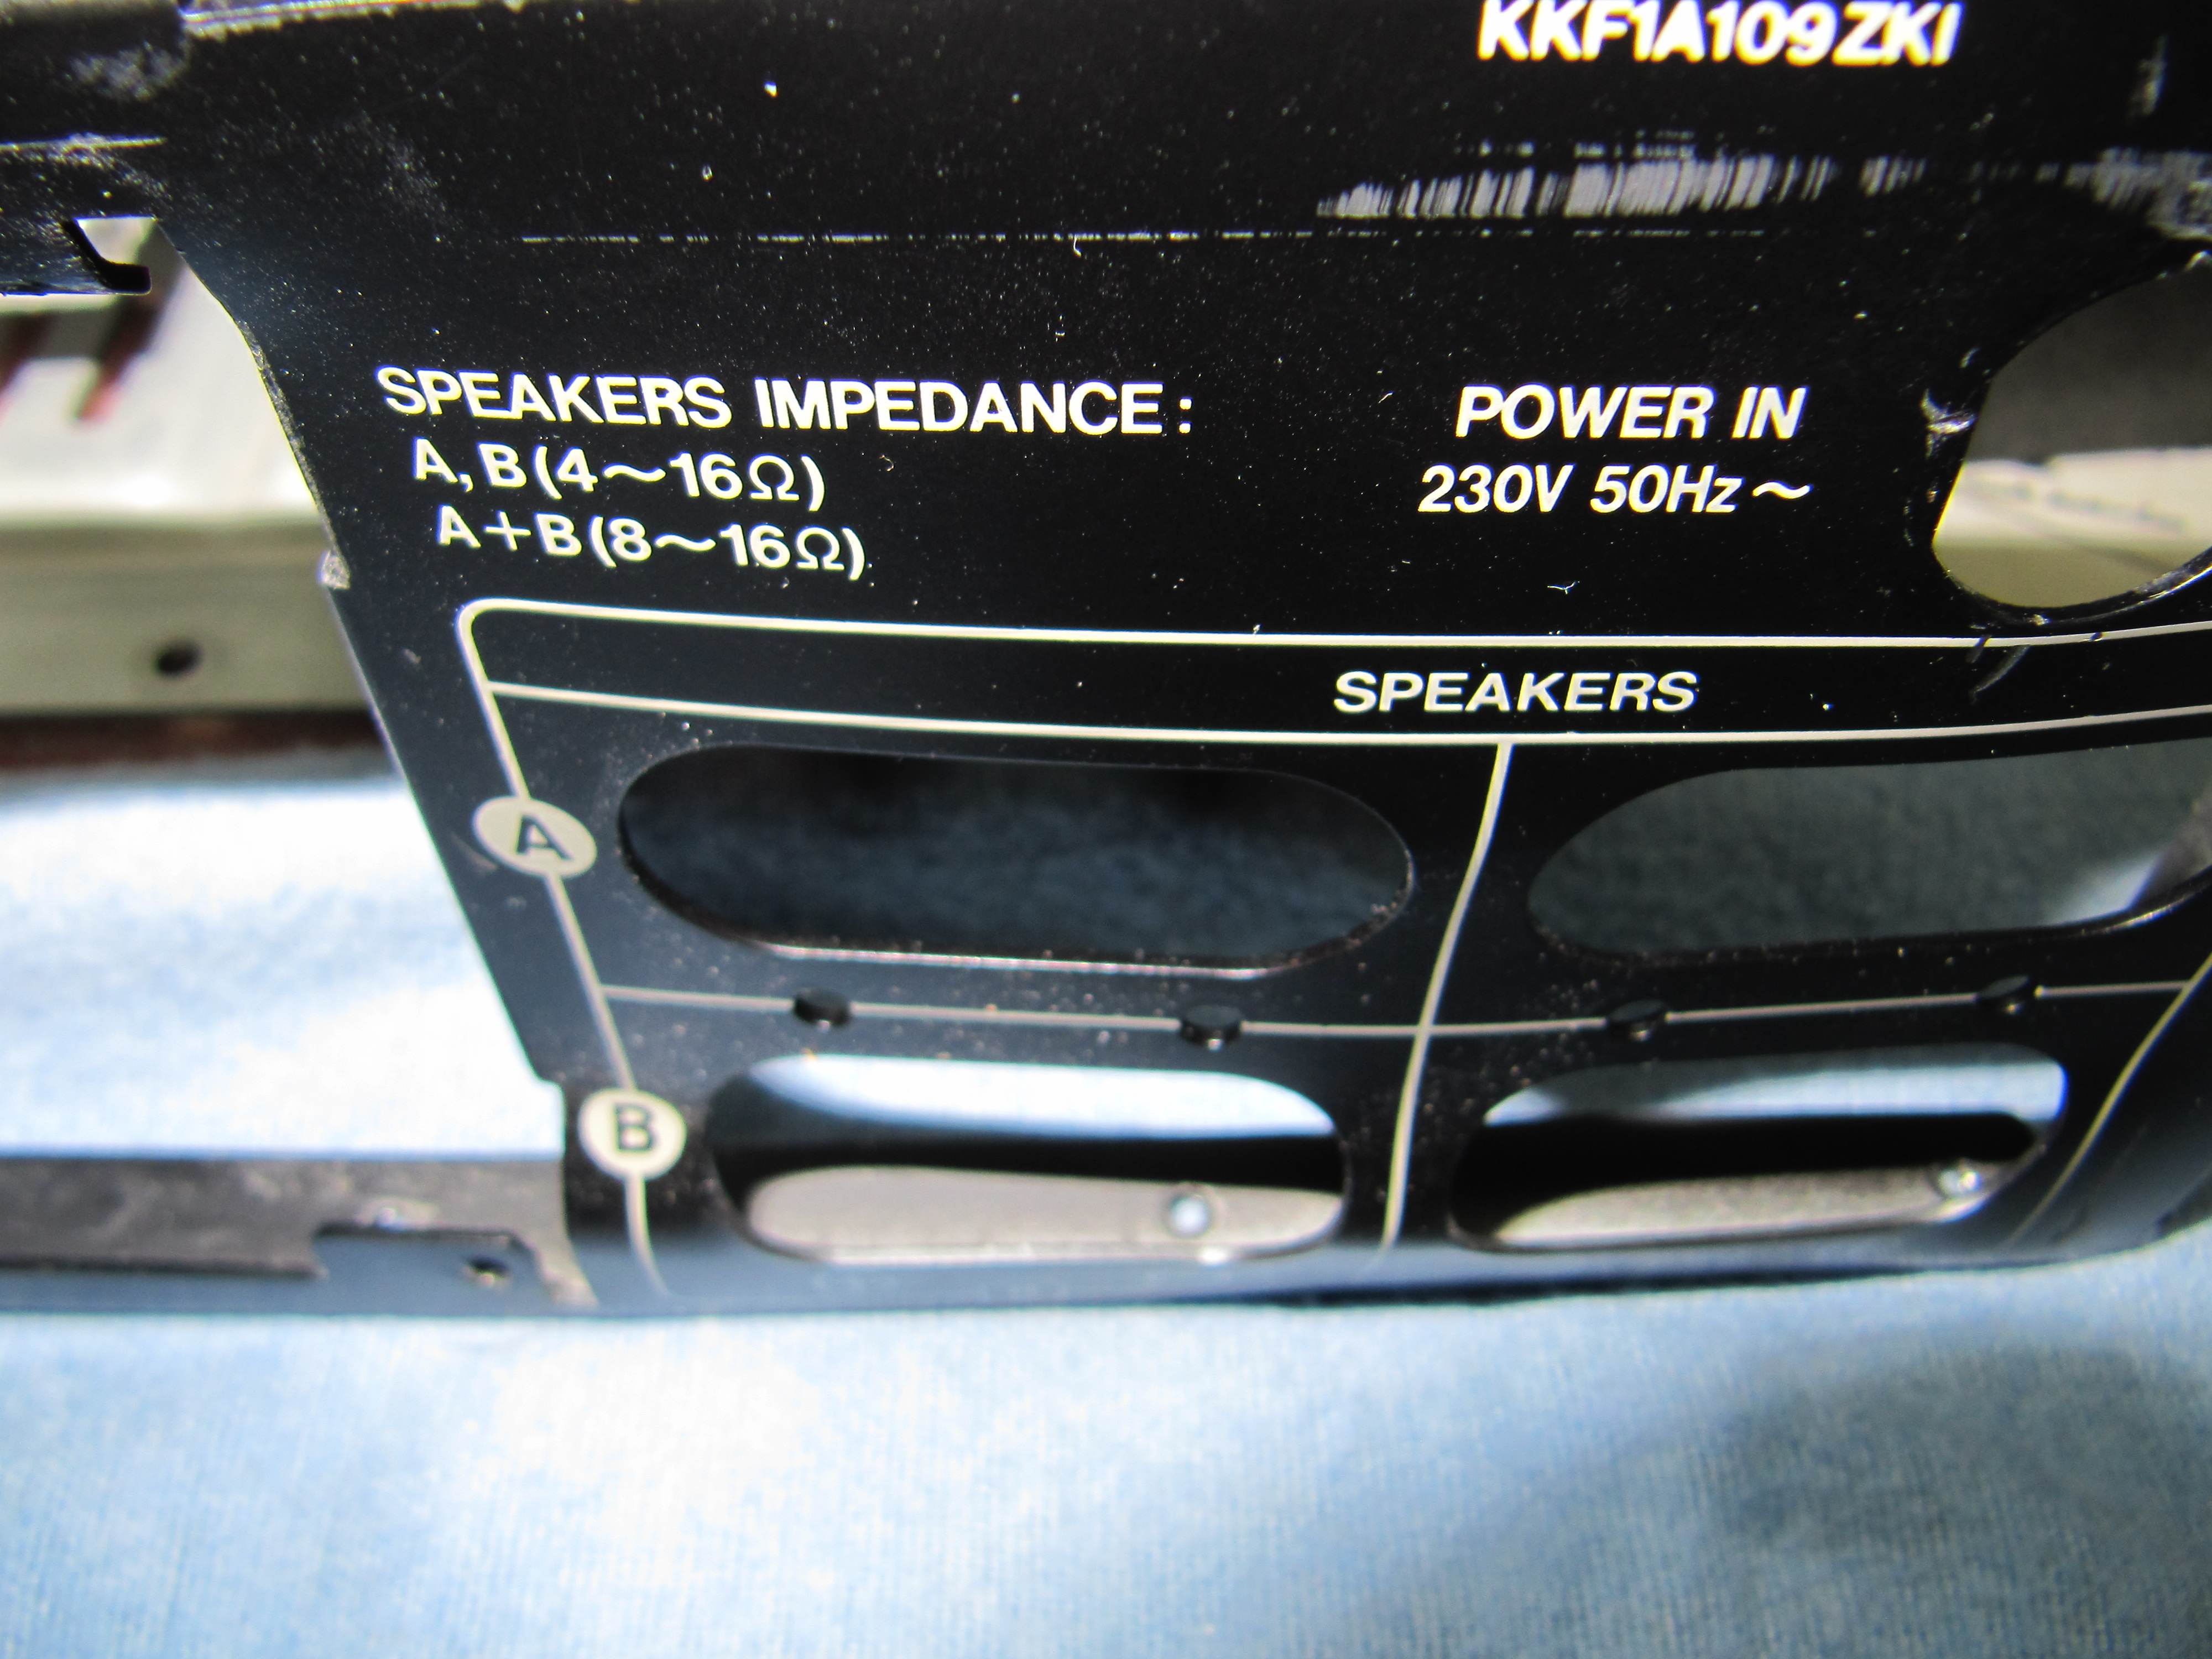 KKF1A109ZKI
SPEAKERS IMPEDANCE:
A,B(4～16Ω)
A+B(8～16Ω)
POWER IN
230V 50Hz～
SPEAKERS
A
B